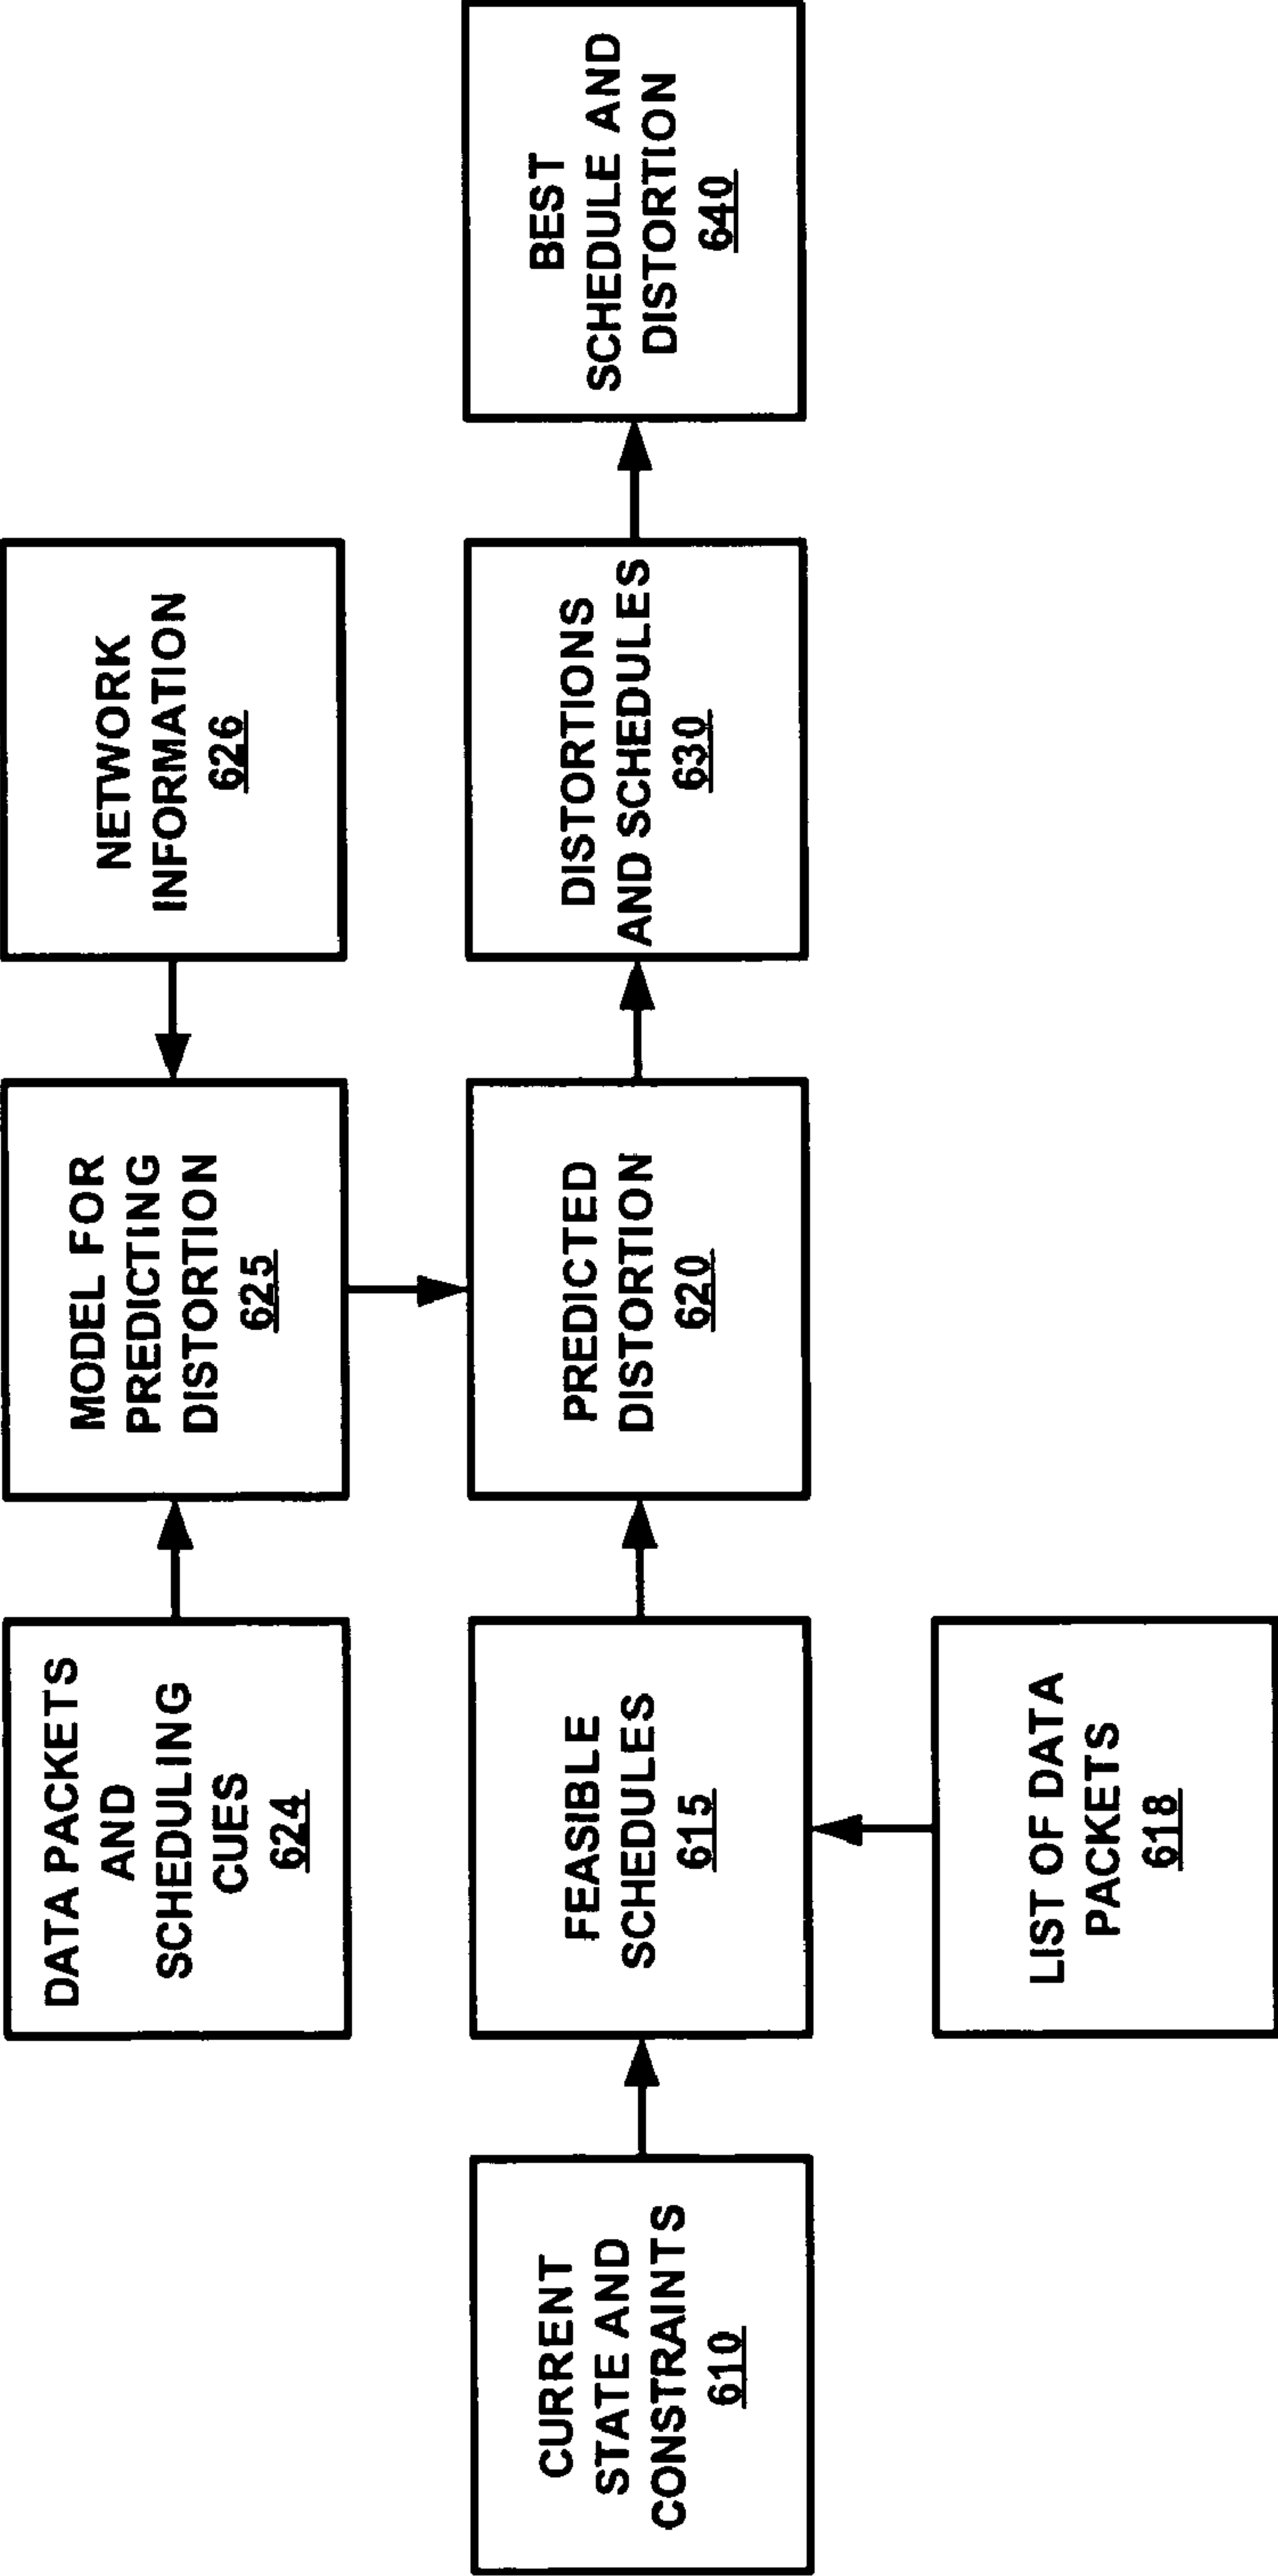 DATA PACKETS
AND
SCHEDULING
CUES
624
MODEL FOR
PREDICTING
DISTORTION
625
NETWORK
INFORMATION
626
CURRENT
STATE AND
CONSTRAINTS
610
FEASIBLE
SCHEDULES
615
PREDICTED
DISTORTION
620
DISTORTIONS
AND SCHEDULES
630
BEST
SCHEDULE AND
DISTORTION
640
LIST OF DATA
PACKETS
618